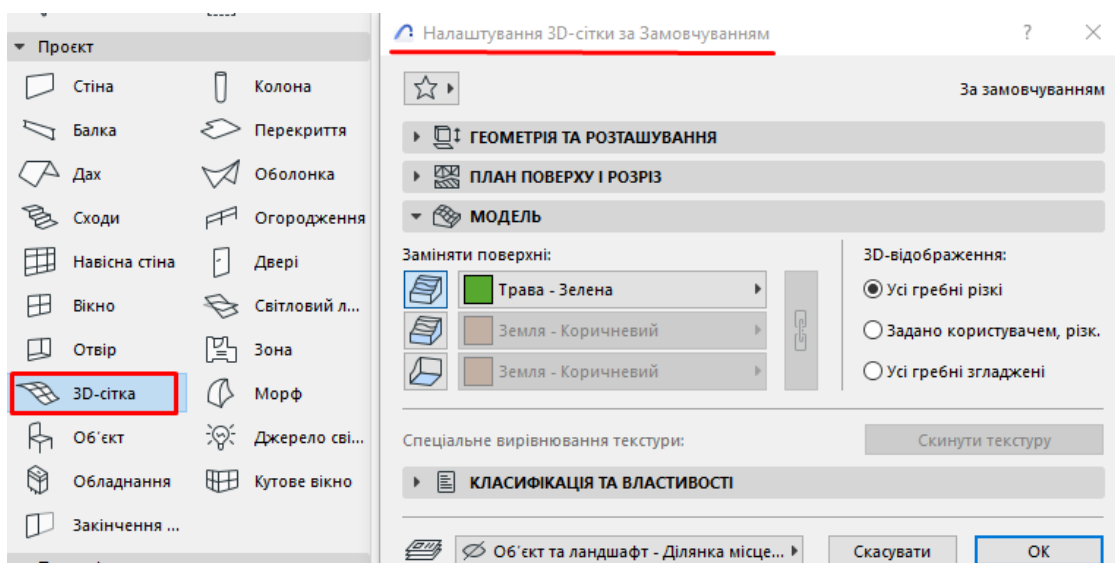 Проєкт
Стіна
Колона
Балка
Перекриття
Дах
Оболонка
Сходи
Огородження
Навісна стіна
Двері
Вікно
Світловий л...
Отвір
Зона
3D-сітка
Морф
Об'єкт
Джерело сві...
Обладнання
Кутове вікно
Закінчення ...
Налаштування 3D-сітки за Замовчуванням
?
За замовчуванням
ГЕОМЕТРІЯ ТА РОЗТАШУВАННЯ
ПЛАН ПОВЕРХУ І РОЗРІЗ
МОДЕЛЬ
Заміняти поверхні:
Трава - Зелена
Земля - Коричневий
Земля - Коричневий
3D-відображення:
Усі гребні різкі
Задано користувачем, різк.
Усі гребні згладжені
Спеціальне вирівнювання текстури:
Скинути текстуру
КЛАСИФІКАЦІЯ ТА ВЛАСТИВОСТІ
Об'єкт та ландшафт - Ділянка місце...
Скасувати
ОК